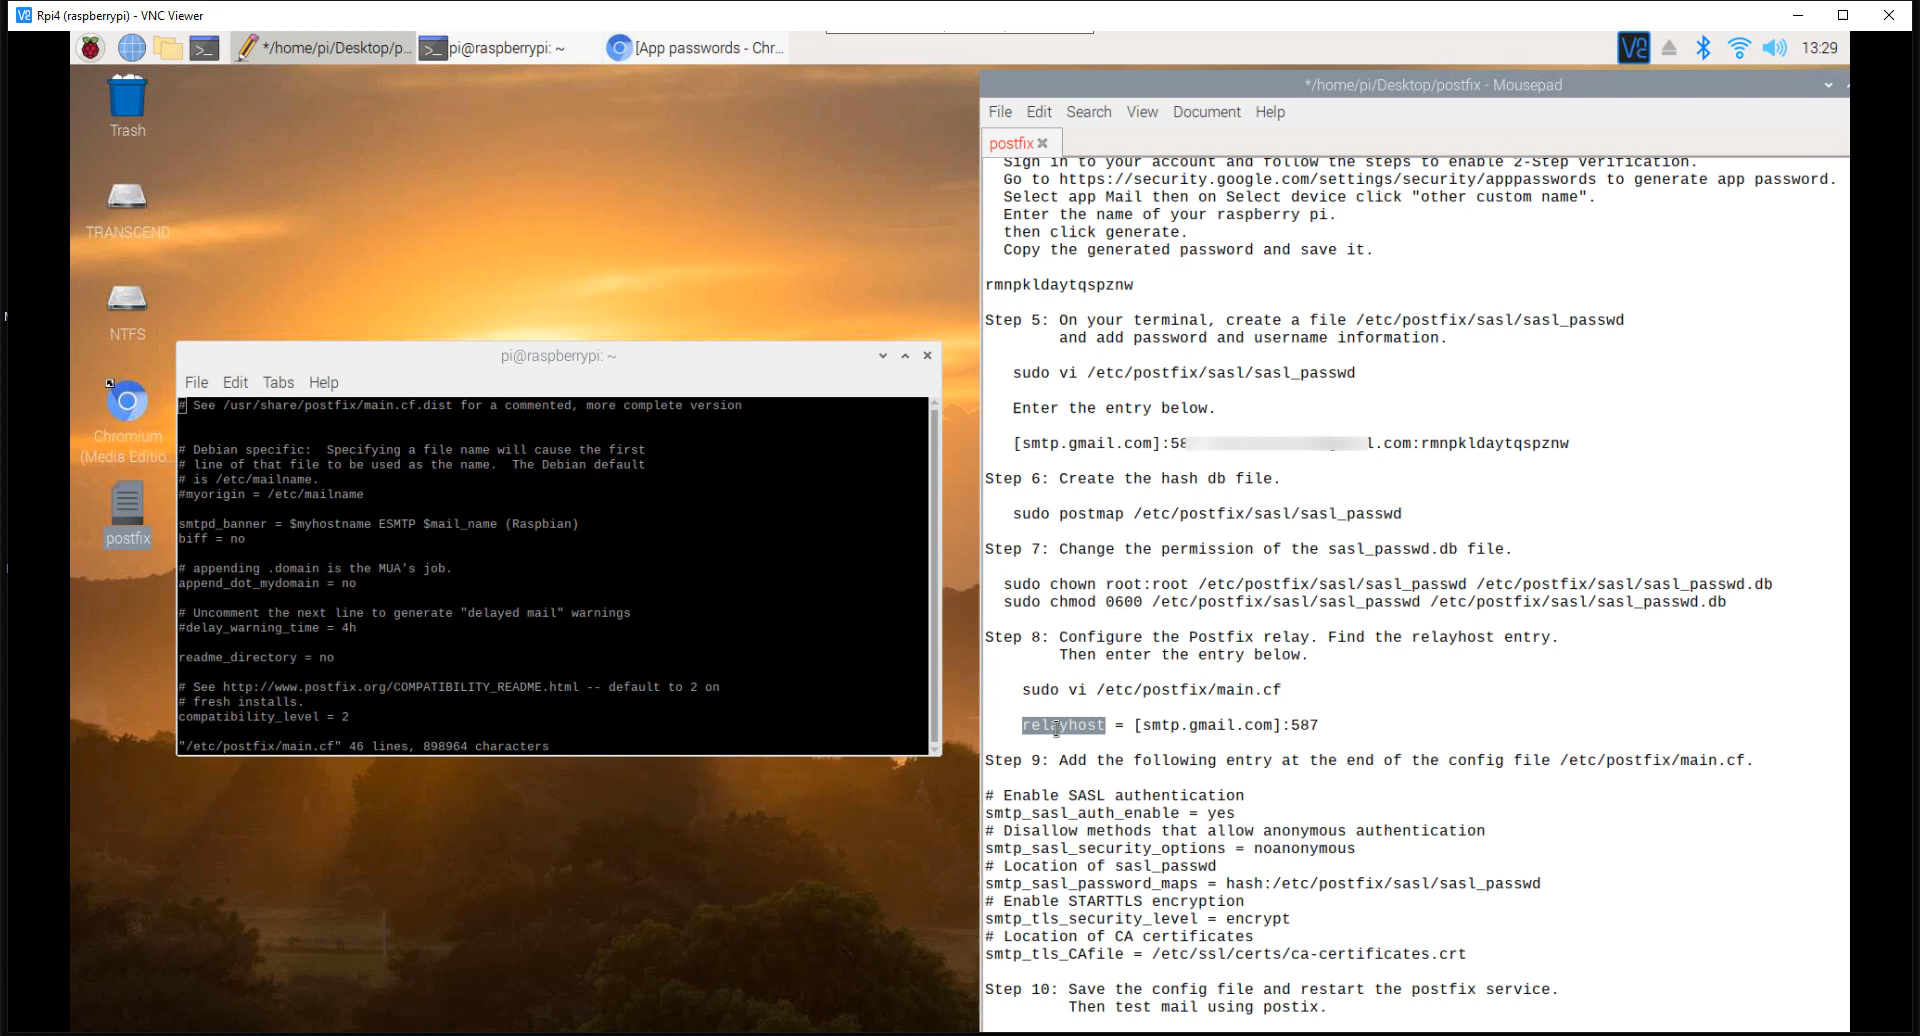 Rpi4 (raspberrypi) - VNC Viewer
*/home/pi/Desktop/p...
pi@raspberrypi: ~
[App passwords - Chr...
13:29
Trash
TRANSCEND
NTFS
Chromium
(Media Editio...
postfix
pi@raspberrypi: ~
File Edit Tabs Help
# See /usr/share/postfix/main.cf.dist for a commented, more complete version
# Debian specific:  Specifying a file name will cause the first
# line of that file to be used as the name.  The Debian default
# is /etc/mailname.
#myorigin = /etc/mailname
smtpd_banner = $myhostname ESMTP $mail_name (Raspbian)
biff = no
# appending .domain is the MUA's job.
append_dot_mydomain = no
# Uncomment the next line to generate "delayed mail" warnings
#delay_warning_time = 4h
readme_directory = no
# See http://www.postfix.org/COMPATIBILITY_README.html -- default to 2 on
# fresh installs.
compatibility_level = 2
"/etc/postfix/main.cf" 46 lines, 898964 characters
*/home/pi/Desktop/postfix - Mousepad
File Edit Search View Document Help
postfix
Sign in to your account and follow the steps to enable 2-Step Verification.
Go to https://security.google.com/settings/security/apppasswords to generate app password.
Select app Mail then on Select device click "other custom name".
Enter the name of your raspberry pi.
then click generate.
Copy the generated password and save it.
rmnpkldaytqspznw
Step 5: On your terminal, create a file /etc/postfix/sasl/sasl_passwd
and add password and username information.
sudo vi /etc/postfix/sasl/sasl_passwd
Enter the entry below.
[smtp.gmail.com]:58 l.com:rmnpkldaytqspznw
Step 6: Create the hash db file.
sudo postmap /etc/postfix/sasl/sasl_passwd
Step 7: Change the permission of the sasl_passwd.db file.
sudo chown root:root /etc/postfix/sasl/sasl_passwd /etc/postfix/sasl/sasl_passwd.db
sudo chmod 0600 /etc/postfix/sasl/sasl_passwd /etc/postfix/sasl/sasl_passwd.db
Step 8: Configure the Postfix relay. Find the relayhost entry.
Then enter the entry below.
sudo vi /etc/postfix/main.cf
relayhost = [smtp.gmail.com]:587
Step 9: Add the following entry at the end of the config file /etc/postfix/main.cf.
# Enable SASL authentication
smtp_sasl_auth_enable = yes
# Disallow methods that allow anonymous authentication
smtp_sasl_security_options = noanonymous
# Location of sasl_passwd
smtp_sasl_password_maps = hash:/etc/postfix/sasl/sasl_passwd
# Enable STARTTLS encryption
smtp_tls_security_level = encrypt
# Location of CA certificates
smtp_tls_CAfile = /etc/ssl/certs/ca-certificates.crt
Step 10: Save the config file and restart the postfix service.
Then test mail using postix.